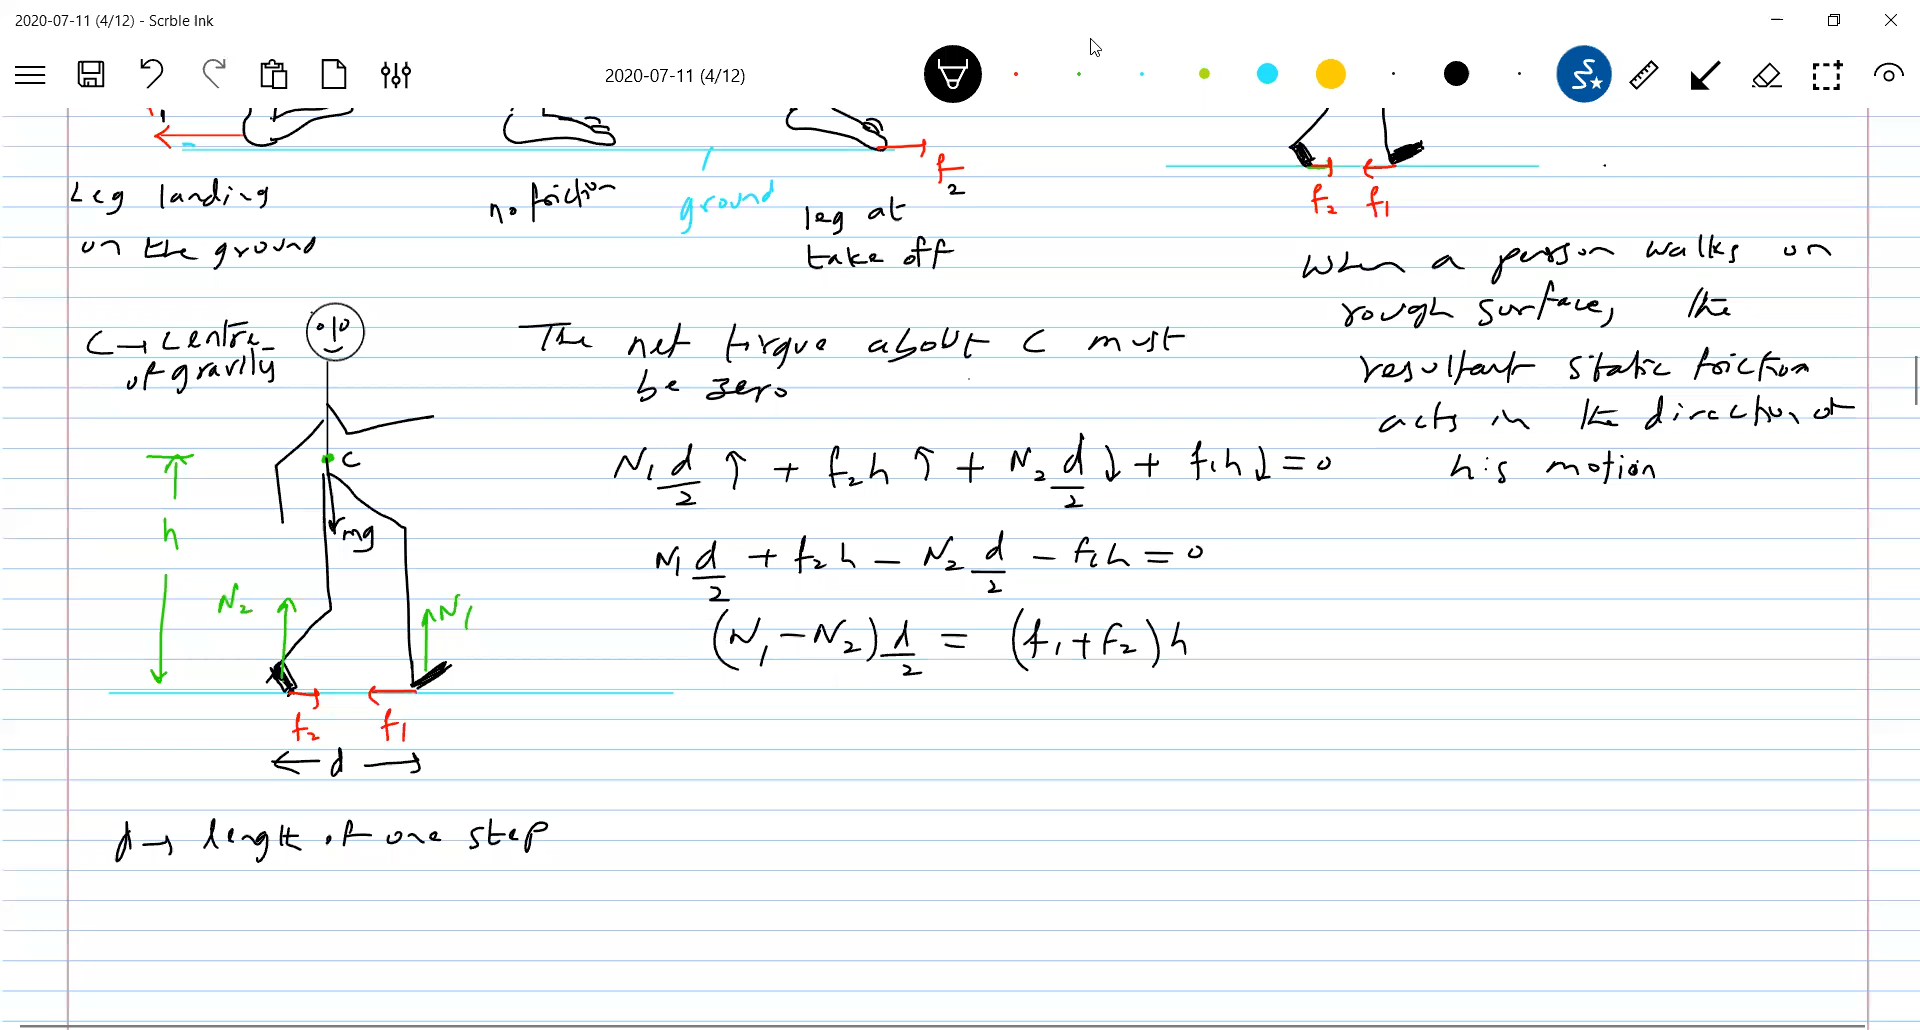 2020-07-11 (4/12) - Scrble Ink
2020-07-11 (4/12)
f2
Leg landing
on the ground
no friction
ground
leg at
take off
f2 f1
When a person walks on
rough surface, the
resultant static friction
acts in the direction of
his motion
C → centre
of gravity
The net torque about C must
be zero
C
h
mg
N2
N1
f2 f1
d
N1 d/2 ↑ + f2h ↑ + N2 d/2 ↓ + f1h ↓ = 0
N1 d/2 + f2h - N2 d/2 - f1h = 0
(N1 - N2) d/2 = (f1 + f2) h
d → length of one step